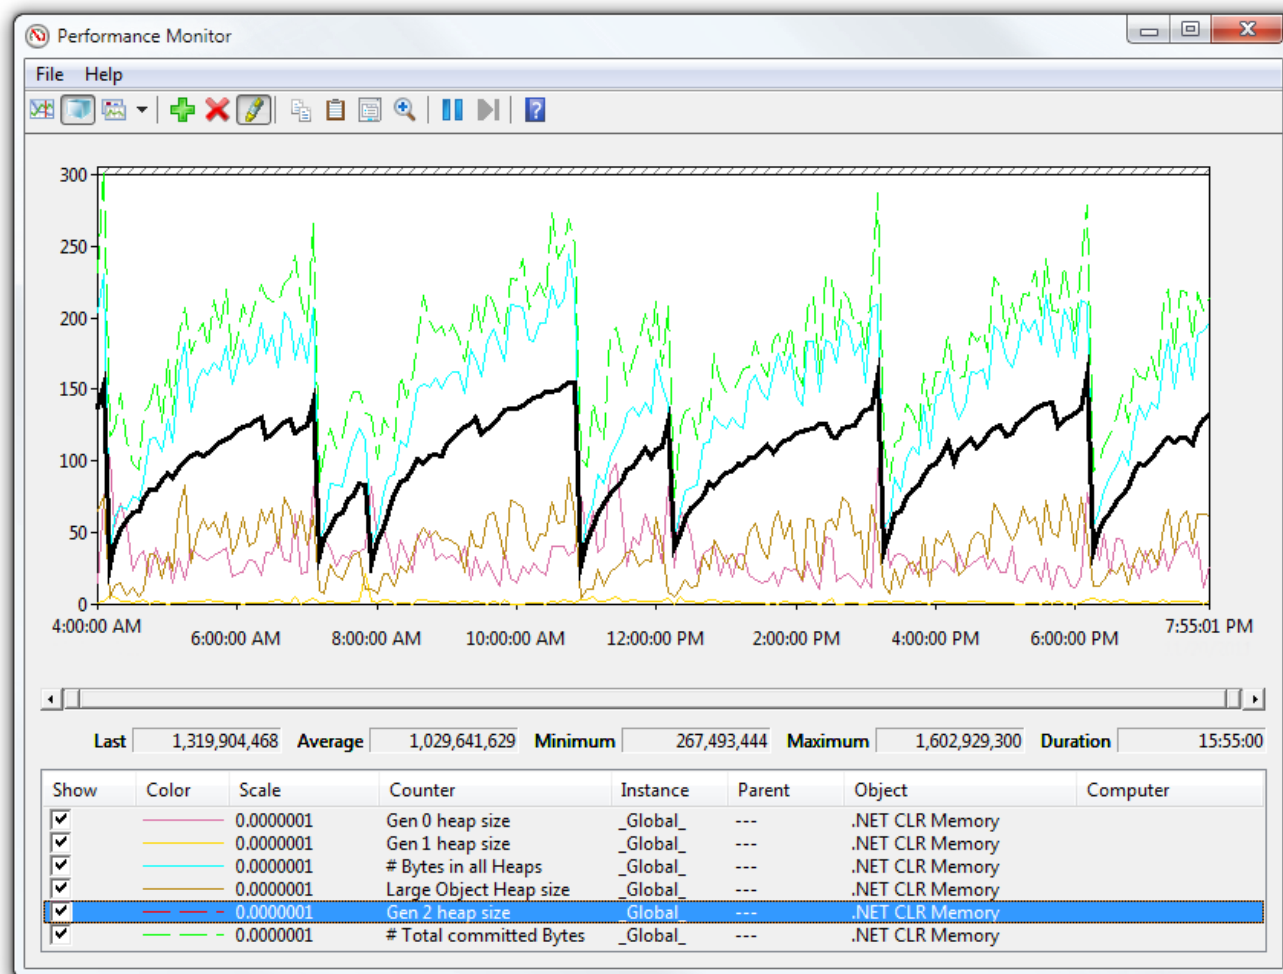 Performance Monitor
File Help
300
250
200
150
100
50
0
4:00:00 AM 6:00:00 AM 8:00:00 AM 10:00:00 AM 12:00:00 PM 2:00:00 PM 4:00:00 PM 6:00:00 PM 7:55:01 PM
Last 1,319,904,468 Average 1,029,641,629 Minimum 267,493,444 Maximum 1,602,929,300 Duration 15:55:00
Show Color Scale Counter Instance Parent Object Computer
0.0000001 Gen 0 heap size _Global_ --- .NET CLR Memory
0.0000001 Gen 1 heap size _Global_ --- .NET CLR Memory
0.0000001 # Bytes in all Heaps _Global_ --- .NET CLR Memory
0.0000001 Large Object Heap size _Global_ --- .NET CLR Memory
0.0000001 Gen 2 heap size _Global_ --- .NET CLR Memory
0.0000001 # Total committed Bytes _Global_ --- .NET CLR Memory